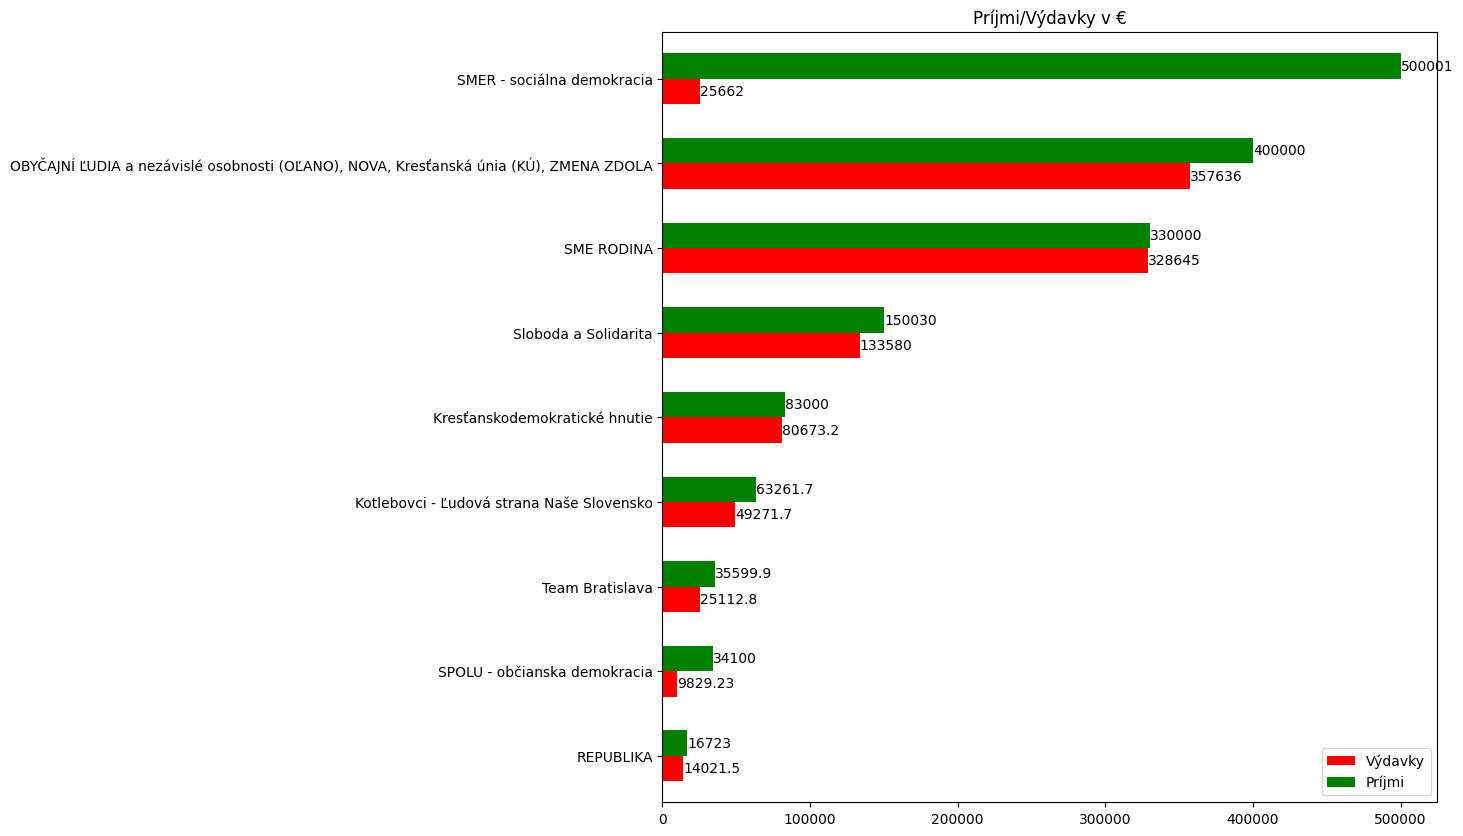 Príjmi/Výdavky v €
SMER - sociálna demokracia
500001
25662
OBYČAJNÍ ĽUDIA a nezávislé osobnosti (OĽANO), NOVA, Kresťanská únia (KÚ), ZMENA ZDOLA
400000
357636
SME RODINA
330000
328645
Sloboda a Solidarita
150030
133580
Kresťanskodemokratické hnutie
83000
80673.2
Kotlebovci - Ľudová strana Naše Slovensko
63261.7
49271.7
Team Bratislava
35599.9
25112.8
SPOLU - občianska demokracia
34100
9829.23
REPUBLIKA
16723
14021.5
Výdavky
Príjmi
0 100000 200000 300000 400000 500000